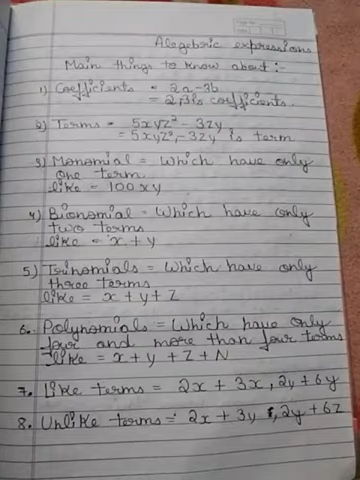 Alegebric expressions
Main things to know about :-
1) Coefficients = 2a - 3b
= 2,3 is coefficients.
2) Terms = 5xyz² - 3zy
= 5xyz², -3zy is term
3) Monomial = Which have only
one term
like = 100xy
4) Bionomial = Which have only
two terms
like = x + y
5) Trinomials = Which have only
three terms
like = x + y + z
6. Polynomials = Which have only
four and more than four terms
like = x + y + z + N
7. Like terms = 2x + 3x, 2y + 6y
8. Unlike terms = 2x + 3y, 2y + 6z